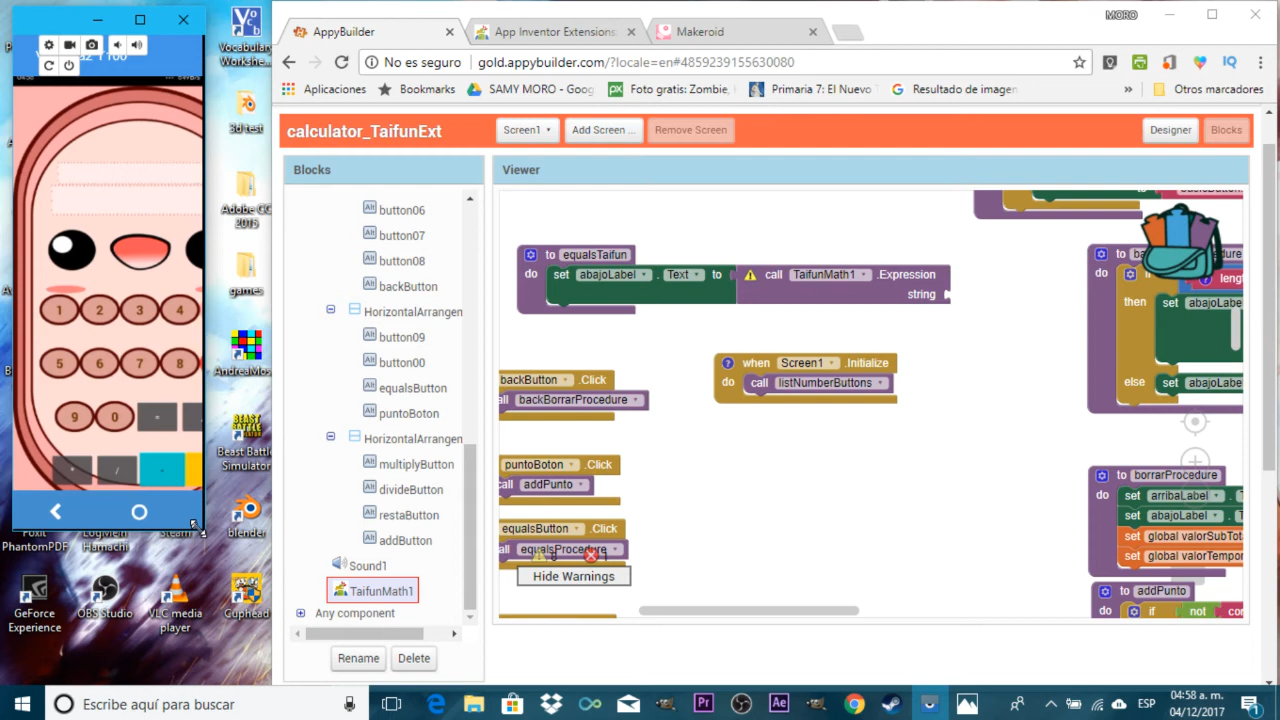 Vocabulary
Workshe...
3d test
Adobe CC
2015
games
AndreaMos
BEAST
BATTLE
Beast Battle
Simulator
blender
Cuphead
PhantomPDF
LogMeIn
Hamachi
Steam
GeForce
Experience
OBS Studio
VLC media
player
1
2
3
4
5
6
7
8
9
0
=
*
/
-
MORO
AppyBuilder
App Inventor Extensions
Makeroid
No es seguro
gold.appybuilder.com/?locale=en#4859239155630080
Aplicaciones
Bookmarks
SAMY MORO - Goog
Foto gratis: Zombie,
Primaria 7: El Nuevo
Resultado de imagen
»
Otros marcadores
calculator_TaifunExt
Screen1
Add Screen ...
Remove Screen
Designer
Blocks
Blocks
Viewer
button06
button07
button08
backButton
HorizontalArrangen
button09
button00
equalsButton
puntoBoton
HorizontalArrangen
multiplyButton
divideButton
restaButton
addButton
Sound1
TaifunMath1
Any component
Rename
Delete
to equalsTaifun
do set abajoLabel . Text to call TaifunMath1 .Expression
string
when Screen1 .Initialize
do call listNumberButtons
backButton .Click
backBorrarProcedure
puntoBoton .Click
call addPunto
equalsButton .Click
equalsProcedure
Hide Warnings
do
then set abajoLabel
else set abajoLabel
to borrarProcedure
do set arribaLabel . T
set abajoLabel . T
set global valorSubTo
set global valorTempor
to addPunto
do if not
Escribe aquí para buscar
ESP
04:58 a. m.
04/12/2017